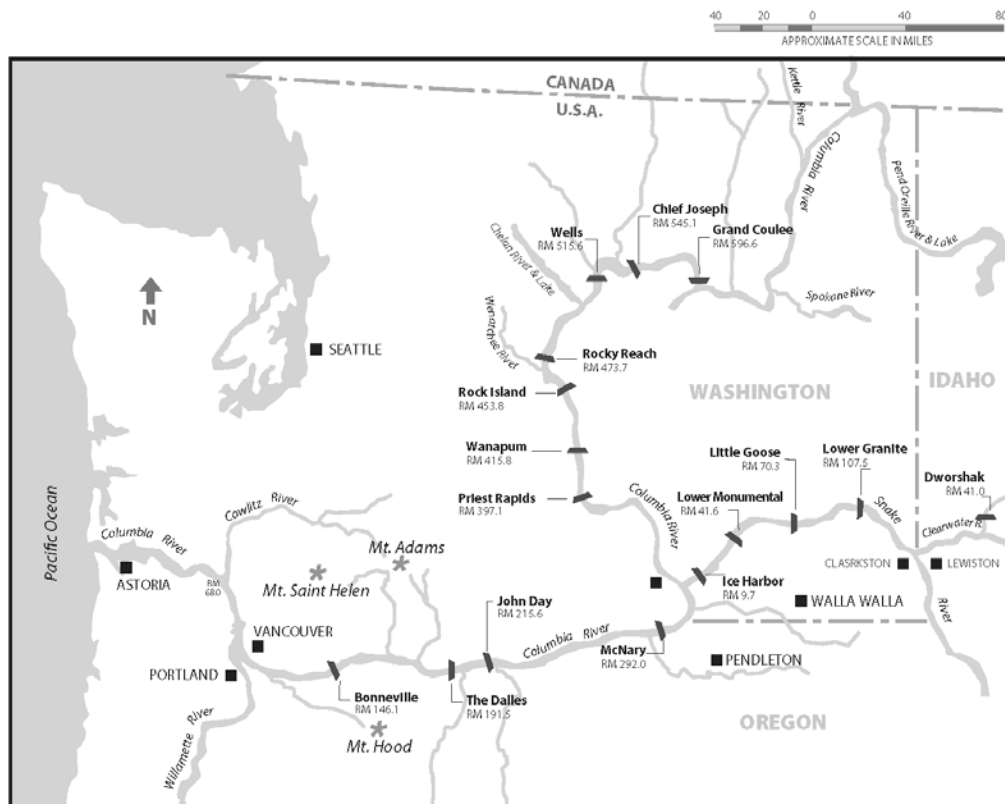 40 20 0 40 80
APPROXIMATE SCALE IN MILES
CANADA
U.S.A.
Kettle River
Columbia River
Pend Oreille River & Lake
Chief Joseph
RM 545.1
Wells
RM 515.6
Grand Coulee
RM 596.6
Chelan River & Lake
Spokane River
N
Wenatchee River
SEATTLE
Rocky Reach
RM 473.7
WASHINGTON
IDAHO
Rock Island
RM 453.8
Wanapum
RM 415.8
Little Goose
RM 70.3
Lower Granite
RM 107.5
Dworshak
RM 41.0
Priest Rapids
RM 397.1
Columbia River
Lower Monumental
RM 41.6
Snake
River
Clearwater R.
Pacific Ocean
Columbia River
Cowlitz River
Mt. Adams
ASTORIA
RM
68.0
Mt. Saint Helen
CLASRKSTON
LEWISTON
Ice Harbor
RM 9.7
WALLA WALLA
John Day
RM 215.6
VANCOUVER
Columbia River
McNary
RM 292.0
PENDLETON
PORTLAND
Bonneville
RM 146.1
The Dalles
RM 191.5
OREGON
Mt. Hood
Willamette River